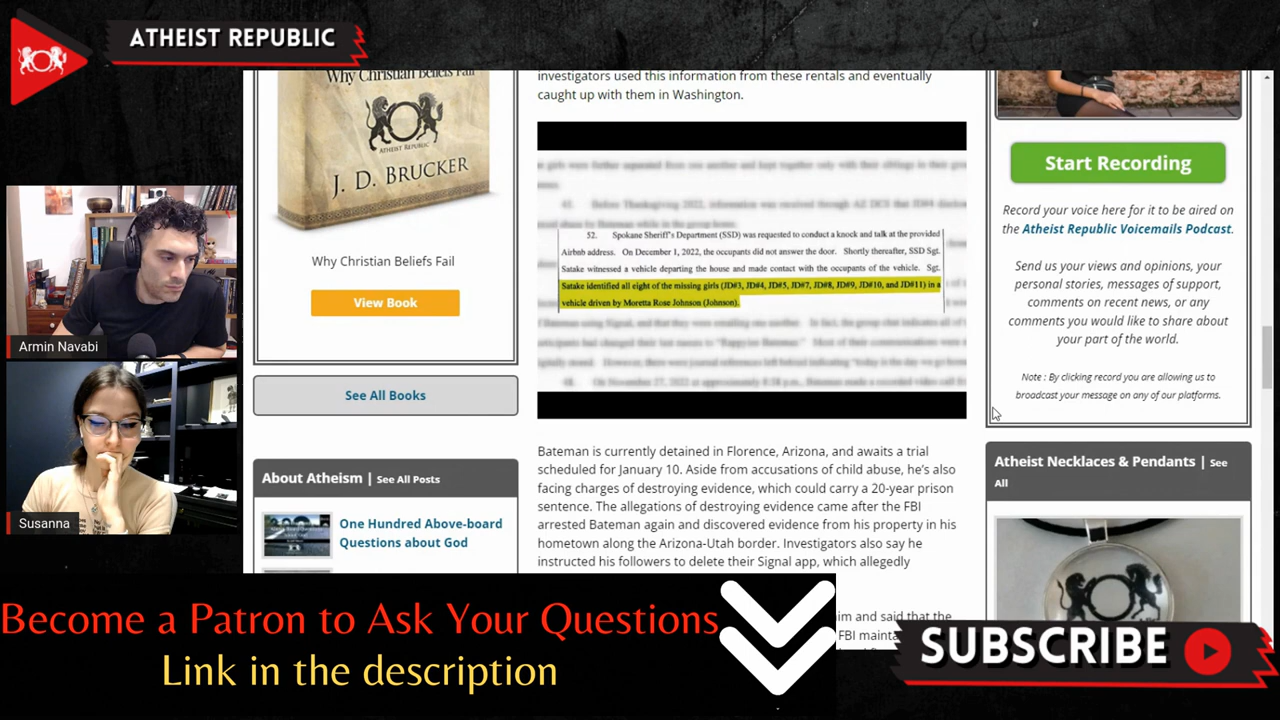 ATHEIST REPUBLIC
Why Christian Beliefs Fail
ATHEIST REPUBLIC
J. D. BRUCKER
Why Christian Beliefs Fail
View Book
See All Books
About Atheism | See All Posts
One Hundred Above-board
Questions about God
investigators used this information from these rentals and eventually
caught up with them in Washington.
52. Spokane Sheriff's Department (SSD) was requested to conduct a knock and talk at the provided
Airbnb address. On December 1, 2022, the occupants did not answer the door. Shortly thereafter, SSD Sgt.
Satake witnessed a vehicle departing the house and made contact with the occupants of the vehicle. Sgt.
Satake identified all eight of the missing girls (JD#3, JD#4, JD#5, JD#7, JD#8, JD#9, JD#10, and JD#11) in a
vehicle driven by Moretta Rose Johnson (Johnson).
Bateman is currently detained in Florence, Arizona, and awaits a trial
scheduled for January 10. Aside from accusations of child abuse, he's also
facing charges of destroying evidence, which could carry a 20-year prison
sentence. The allegations of destroying evidence came after the FBI
arrested Bateman again and discovered evidence from his property in his
hometown along the Arizona-Utah border. Investigators also say he
instructed his followers to delete their Signal app, which allegedly
im and said that the
FBI
Start Recording
Record your voice here for it to be aired on
the Atheist Republic Voicemails Podcast.
Send us your views and opinions, your
personal stories, messages of support,
comments on recent news, or any
comments you would like to share about
your part of the world.
Note : By clicking record you are allowing us to
broadcast your message on any of our platforms.
Atheist Necklaces & Pendants | See
All
Armin Navabi
Susanna
Become a Patron to Ask Your Questions
Link in the description
SUBSCRIBE